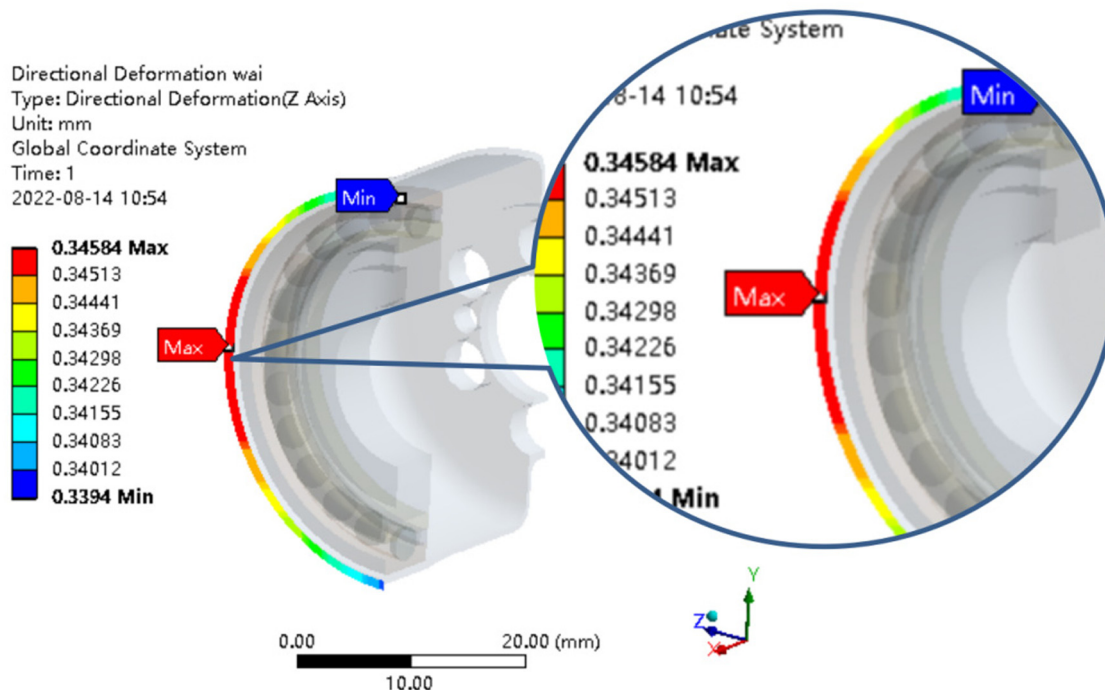 Directional Deformation wai
Type: Directional Deformation(Z Axis)
Unit: mm
Global Coordinate System
Time: 1
2022-08-14 10:54
0.34584 Max
0.34513
0.34441
0.34369
0.34298
0.34226
0.34155
0.34083
0.34012
0.3394 Min
Min
Max
ate System
8-14 10:54
0.34584 Max
0.34513
0.34441
0.34369
0.34298
0.34226
0.34155
0.34083
34012
Min
Min
Max
0.00
20.00 (mm)
10.00
Y
Z
X